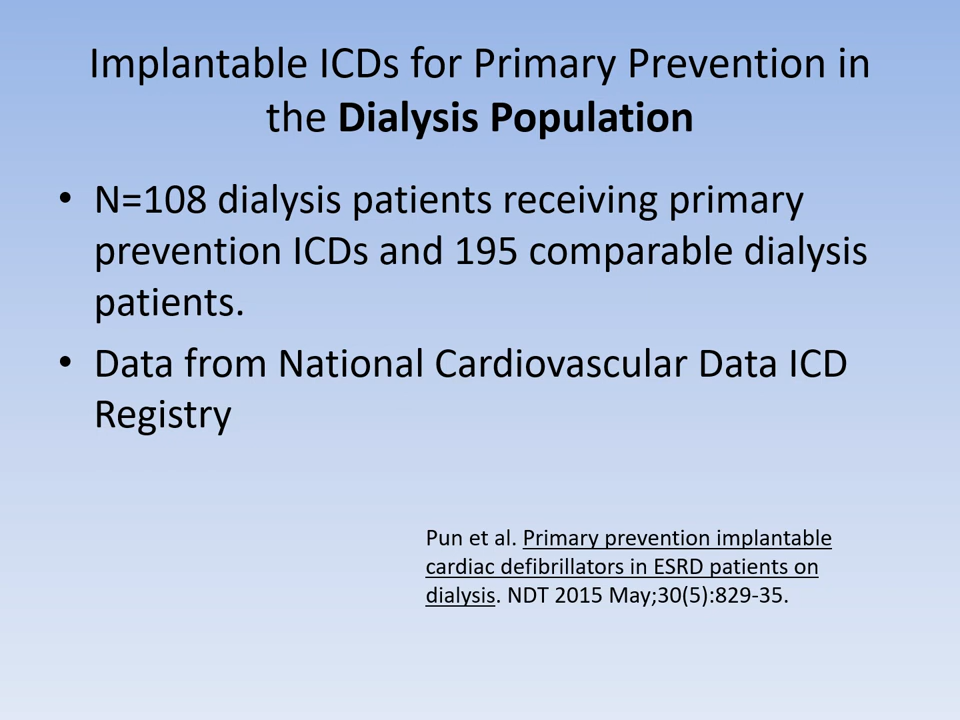 Implantable ICDs for Primary Prevention in
the Dialysis Population
• N=108 dialysis patients receiving primary
prevention ICDs and 195 comparable dialysis
patients.
• Data from National Cardiovascular Data ICD
Registry
Pun et al. Primary prevention implantable
cardiac defibrillators in ESRD patients on
dialysis. NDT 2015 May;30(5):829-35.